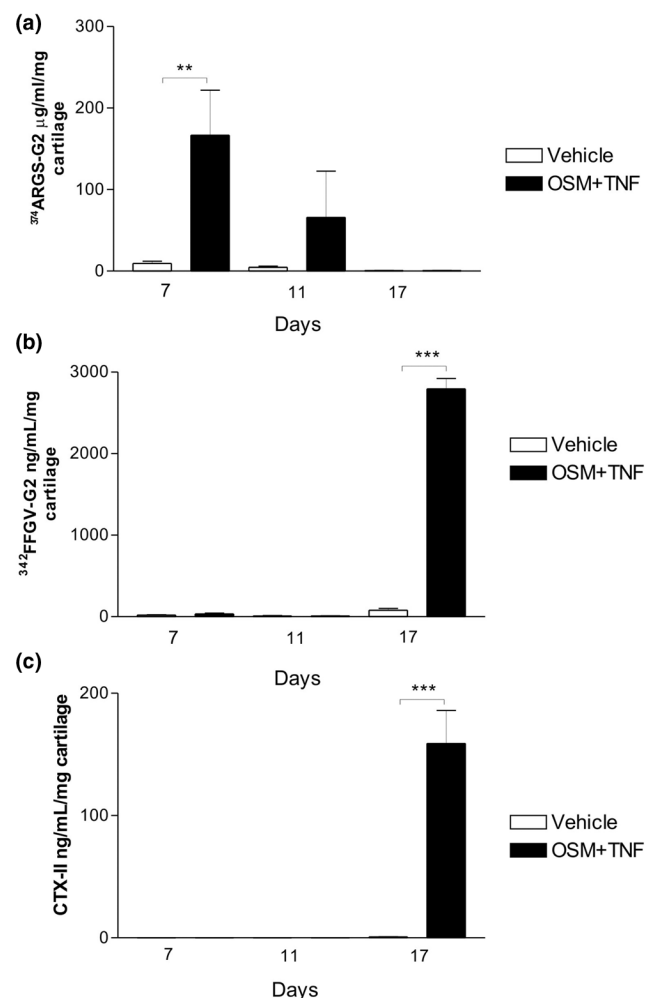 (a)
300
200
100
0
³⁷⁴ARGS-G2 μg/ml/mg
cartilage
**
Vehicle
OSM+TNF
7 11 17
Days
(b)
3000
2000
1000
0
³⁴²FFGV-G2 ng/mL/mg
cartilage
***
Vehicle
OSM+TNF
7 11 17
Days
(c)
200
100
0
CTX-II ng/mL/mg cartilage
***
Vehicle
OSM+TNF
7 11 17
Days